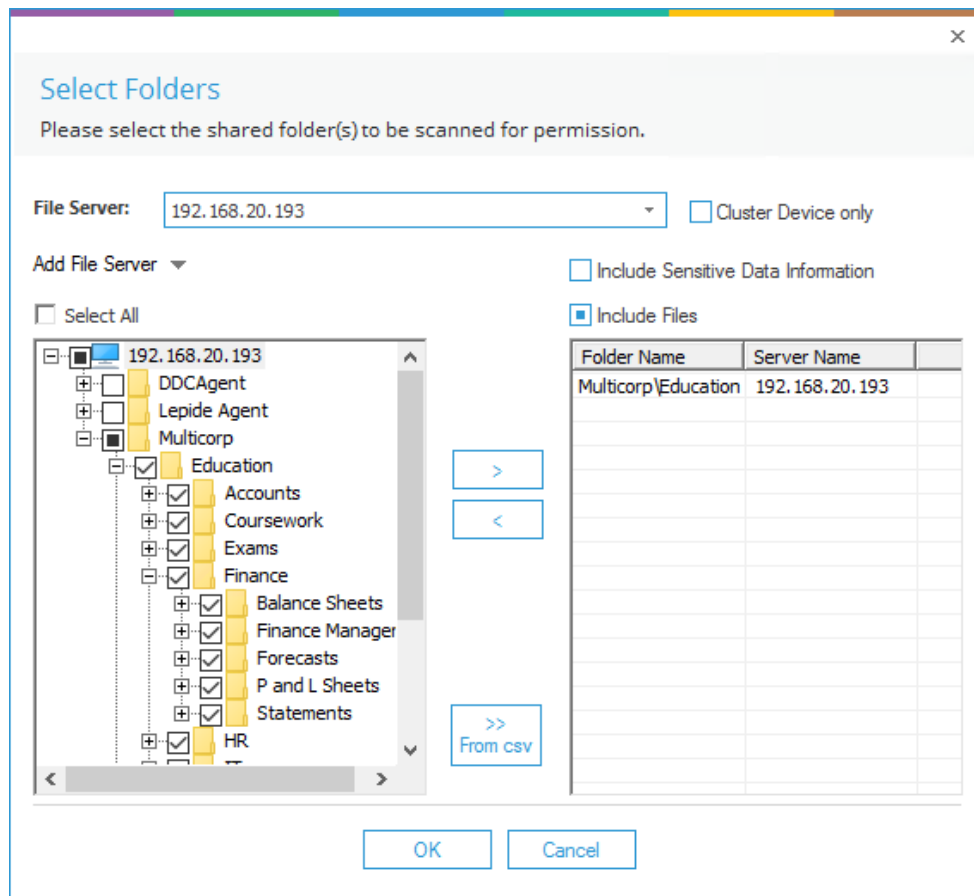 Select Folders
Please select the shared folder(s) to be scanned for permission.
File Server: 192.168.20.193 Cluster Device only
Add File Server
Include Sensitive Data Information
Select All
Include Files
192.168.20.193
DDCAgent
Lepide Agent
Multicorp
Education
Accounts
Coursework
Exams
Finance
Balance Sheets
Finance Manager
Forecasts
P and L Sheets
Statements
HR
>
<
>>
From csv
Folder Name Server Name
Multicorp\Education 192.168.20.193
OK Cancel